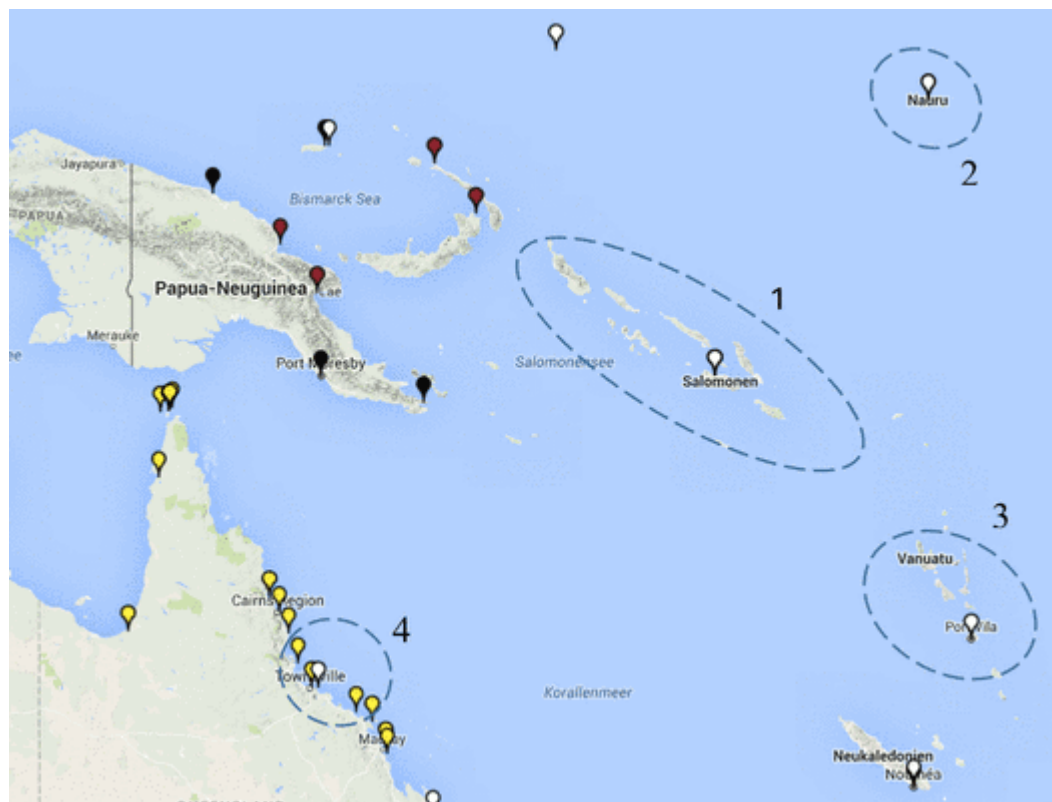 Nauru
2
Jayapura
Bismarck Sea
PAPUA
Papua-Neuguinea
Lae
1
Merauke
Port Moresby
Salomonensee
Salomonen
3
Vanuatu
Cairns Region
Port Vila
4
Townsville
Korallenmeer
Mackay
Neukaledonien
Nouméa